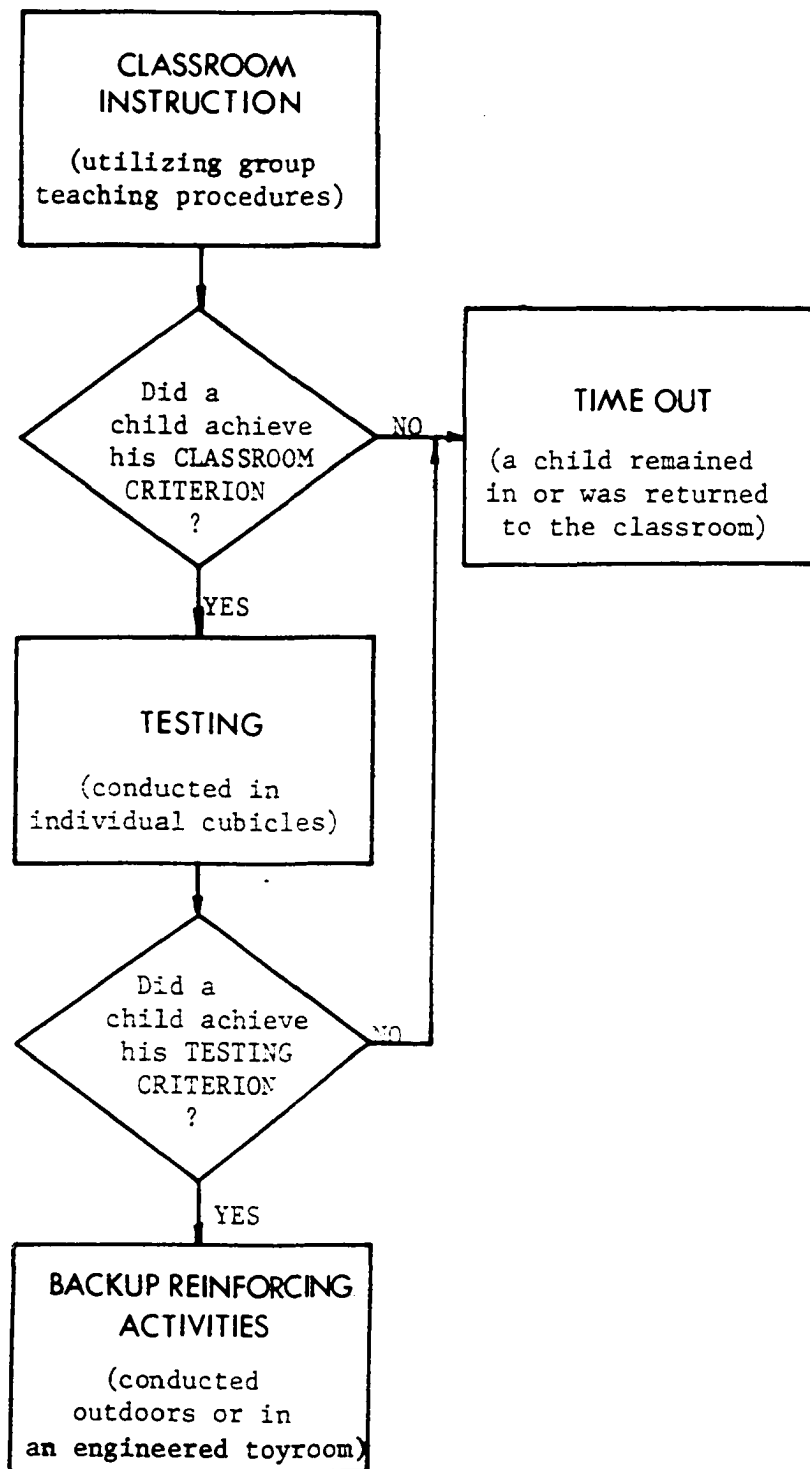 CLASSROOM
INSTRUCTION
(utilizing group
teaching procedures)
Did a
child achieve
his CLASSROOM
CRITERION
?
NO
TIME OUT
(a child remained
in or was returned
to the classroom)
YES
TESTING
(conducted in
individual cubicles)
Did a
child achieve
his TESTING
CRITERION
?
NO
YES
BACKUP REINFORCING
ACTIVITIES
(conducted
outdoors or in
an engineered toyroom)